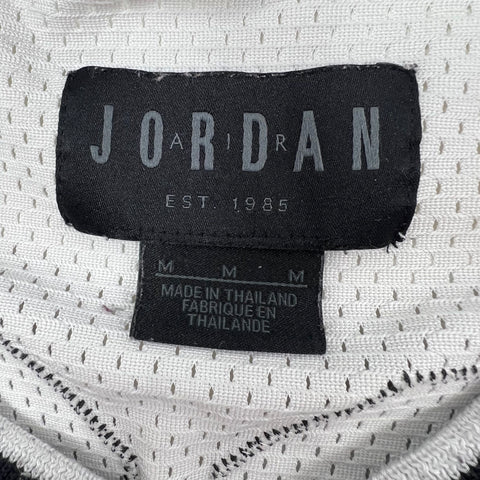 JORDAN
AIR
EST. 1985
M M M
MADE IN THAILAND
FABRIQUE EN
THAILANDE